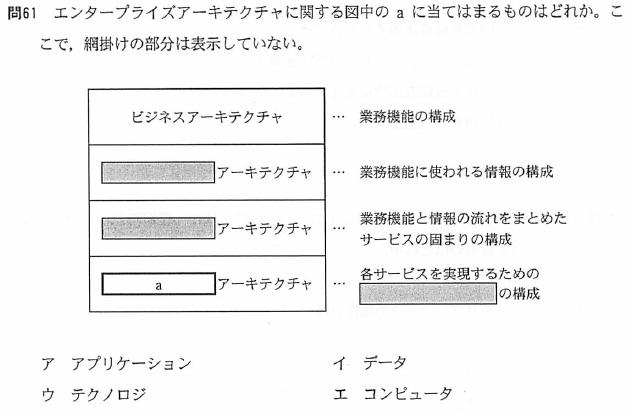 問61　エンタープライズアーキテクチャに関する図中の a に当てはまるものはどれか。こ
こで，網掛けの部分は表示していない。
ビジネスアーキテクチャ … 業務機能の構成
アーキテクチャ … 業務機能に使われる情報の構成
アーキテクチャ … 業務機能と情報の流れをまとめた
サービスの固まりの構成
a アーキテクチャ … 各サービスを実現するための
の構成
ア　アプリケーション　イ　データ
ウ　テクノロジ　エ　コンピュータ